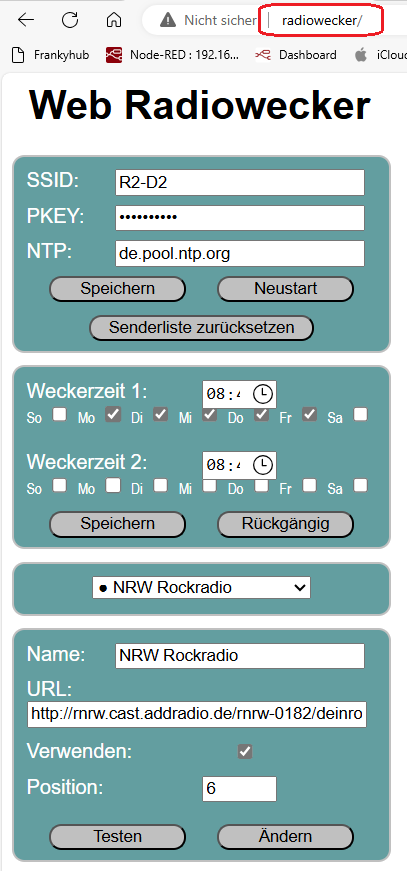 Nicht sicher radiowecker/
Frankyhub Node-RED : 192.16... Dashboard iCloud
Web Radiowecker
SSID: R2-D2
PKEY: ••••••••••
NTP: de.pool.ntp.org
Speichern Neustart
Senderliste zurücksetzen
Weckerzeit 1: 08:4
So Mo Di Mi Do Fr Sa
Weckerzeit 2: 08:4
So Mo Di Mi Do Fr Sa
Speichern Rückgängig
● NRW Rockradio
Name: NRW Rockradio
URL:
http://rnrw.cast.addradio.de/rnrw-0182/deinro
Verwenden:
Position: 6
Testen Ändern